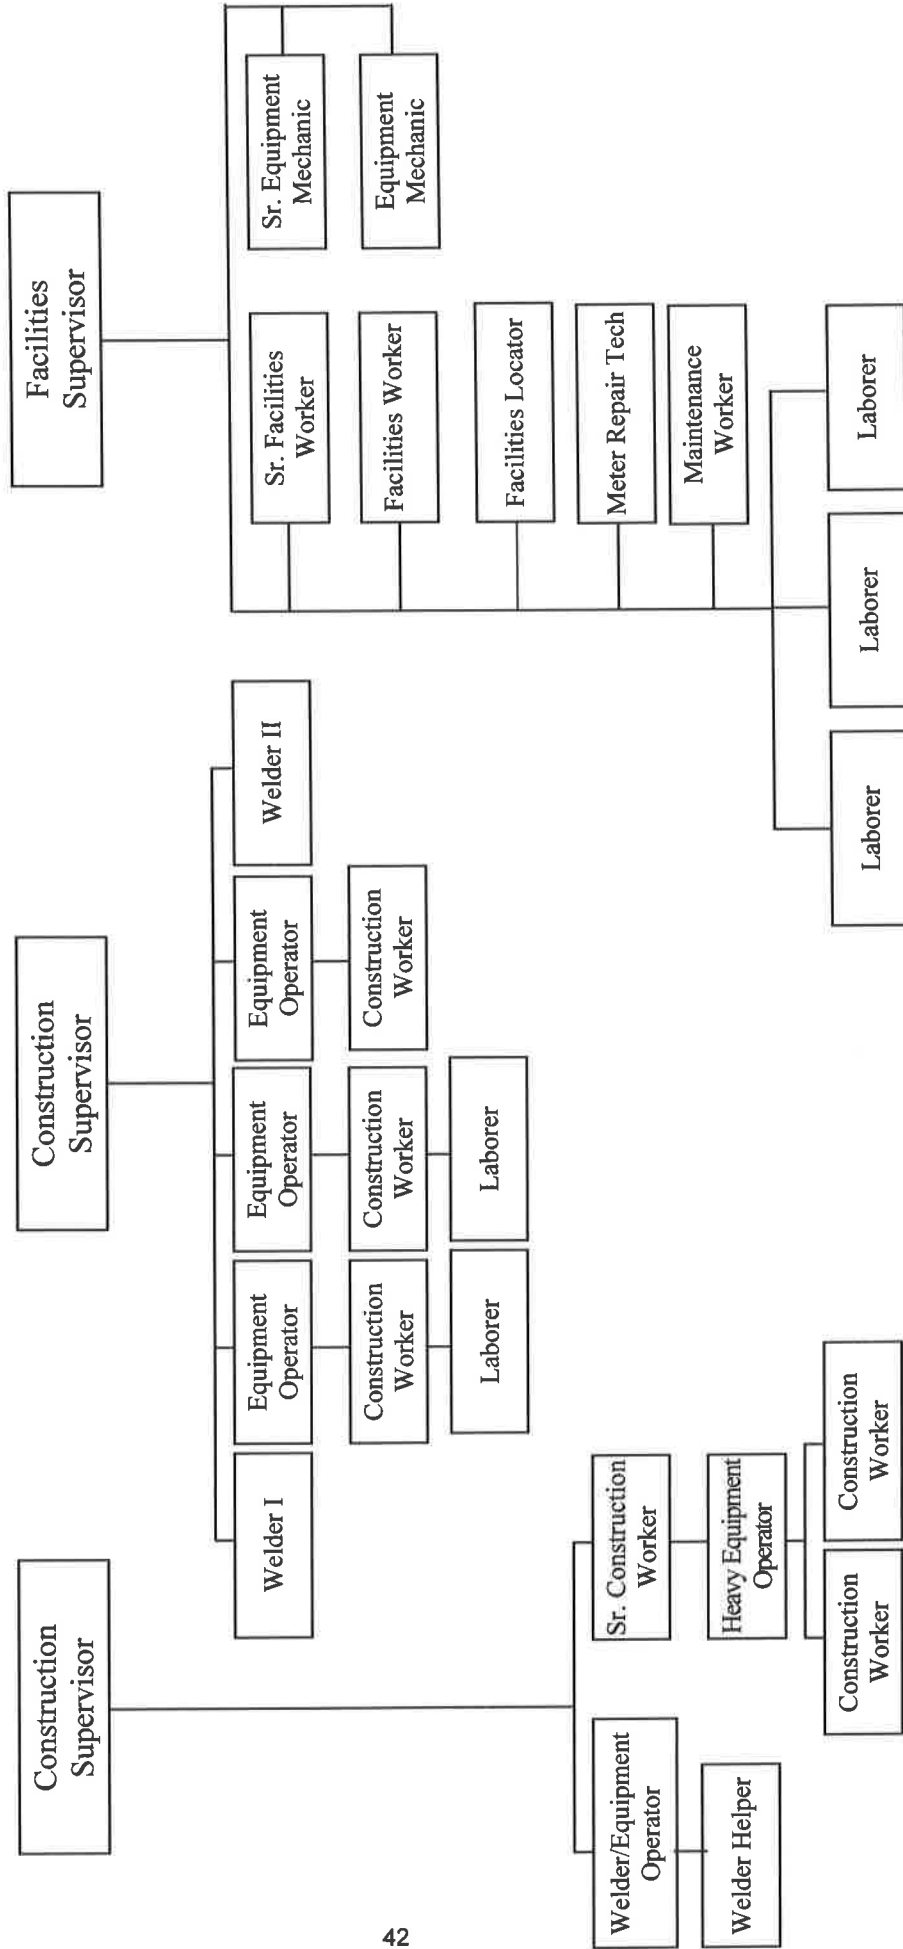 Construction
Supervisor
Welder/Equipment
Operator
Welder Helper
Sr. Construction
Worker
Heavy Equipment
Operator
Construction
Worker
Construction
Worker
Construction
Supervisor
Welder I
Equipment
Operator
Construction
Worker
Laborer
Equipment
Operator
Construction
Worker
Laborer
Equipment
Operator
Construction
Worker
Welder II
Facilities
Supervisor
Sr. Facilities
Worker
Facilities Worker
Facilities Locator
Meter Repair Tech
Maintenance
Worker
Laborer
Laborer
Laborer
Sr. Equipment
Mechanic
Equipment
Mechanic
42